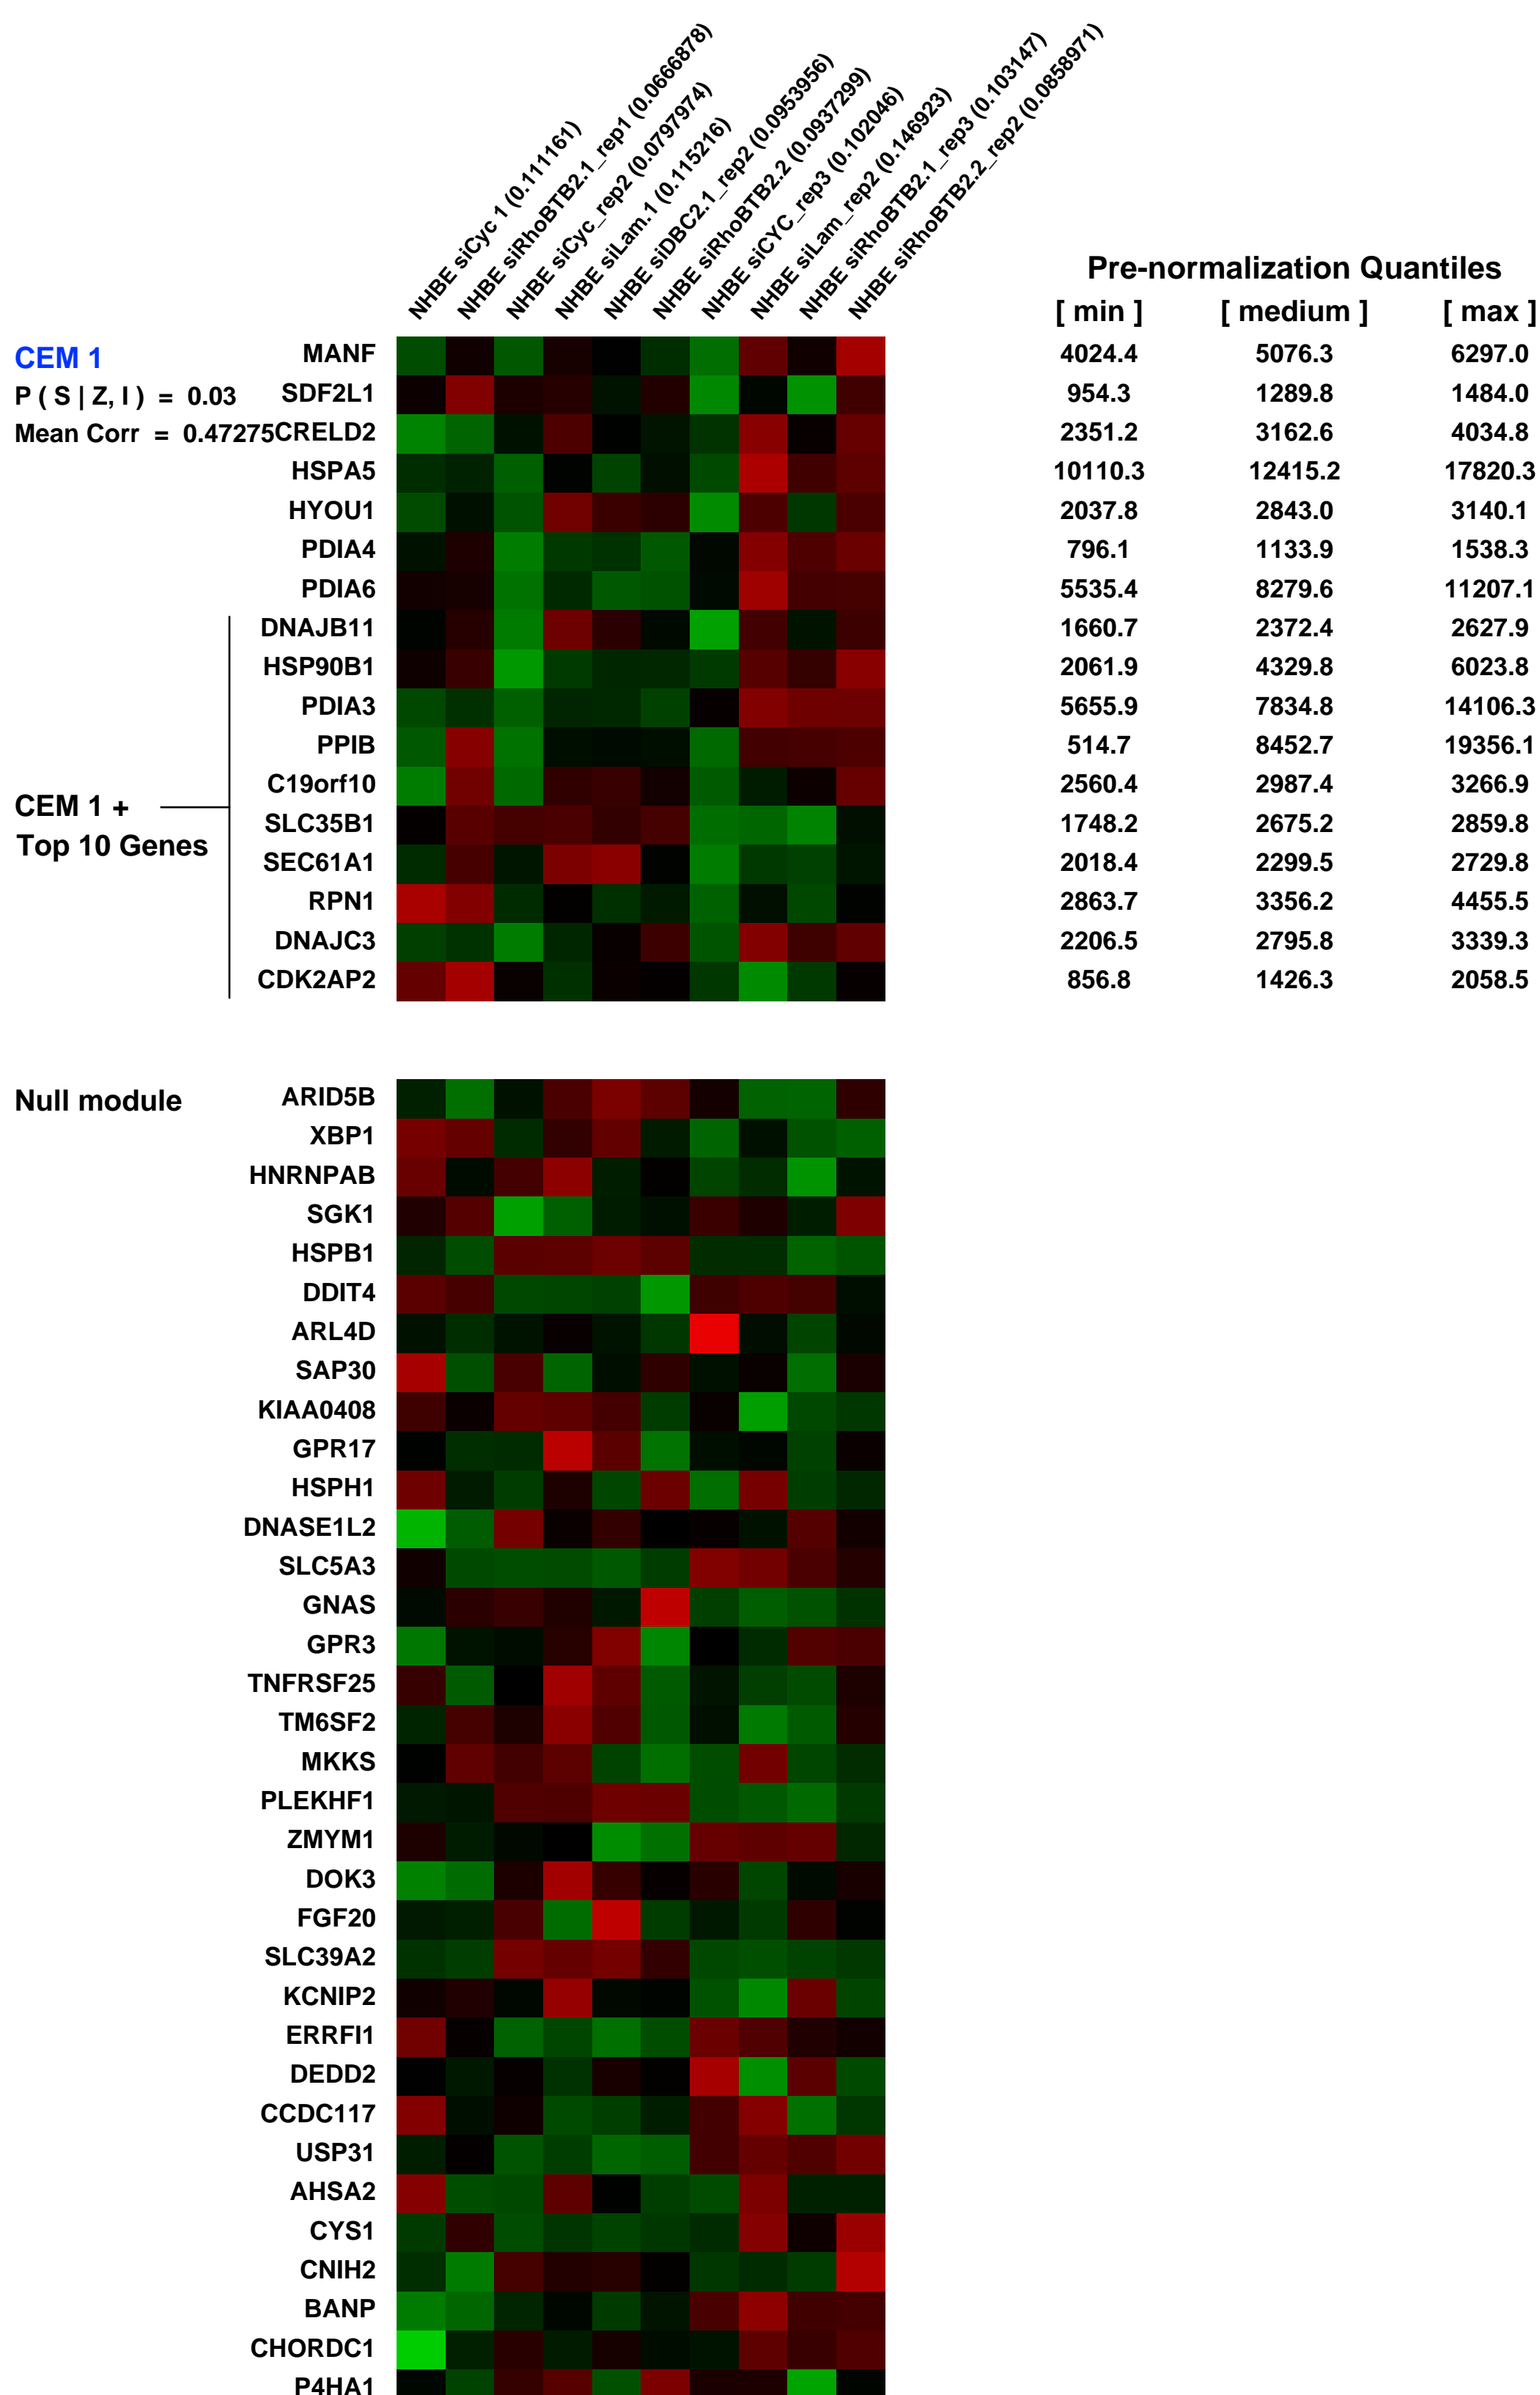 NHBE siCyc 1 (0.111161)
NHBE siRhoBTB2.1_rep1 (0.0666878)
NHBE siCyc_rep2 (0.0797974)
NHBE siLam.1 (0.115216)
NHBE siDBC2.1_rep2 (0.0953956)
NHBE siRhoBTB2.2 (0.0937299)
NHBE siCYC_rep3 (0.102046)
NHBE siLam_rep2 (0.146923)
NHBE siRhoBTB2.1_rep3 (0.103147)
NHBE siRhoBTB2.2_rep2 (0.0858971)
Pre-normalization Quantiles
[ min ] [ medium ] [ max ]
CEM 1 MANF 4024.4 5076.3 6297.0
P ( S | Z, I ) = 0.03 SDF2L1 954.3 1289.8 1484.0
Mean Corr = 0.47275 CRELD2 2351.2 3162.6 4034.8
HSPA5 10110.3 12415.2 17820.3
HYOU1 2037.8 2843.0 3140.1
PDIA4 796.1 1133.9 1538.3
PDIA6 5535.4 8279.6 11207.1
DNAJB11 1660.7 2372.4 2627.9
HSP90B1 2061.9 4329.8 6023.8
PDIA3 5655.9 7834.8 14106.3
PPIB 514.7 8452.7 19356.1
C19orf10 2560.4 2987.4 3266.9
CEM 1 +
SLC35B1 1748.2 2675.2 2859.8
Top 10 Genes
SEC61A1 2018.4 2299.5 2729.8
RPN1 2863.7 3356.2 4455.5
DNAJC3 2206.5 2795.8 3339.3
CDK2AP2 856.8 1426.3 2058.5
Null module ARID5B
XBP1
HNRNPAB
SGK1
HSPB1
DDIT4
ARL4D
SAP30
KIAA0408
GPR17
HSPH1
DNASE1L2
SLC5A3
GNAS
GPR3
TNFRSF25
TM6SF2
MKKS
PLEKHF1
ZMYM1
DOK3
FGF20
SLC39A2
KCNIP2
ERRFI1
DEDD2
CCDC117
USP31
AHSA2
CYS1
CNIH2
BANP
CHORDC1
P4HA1